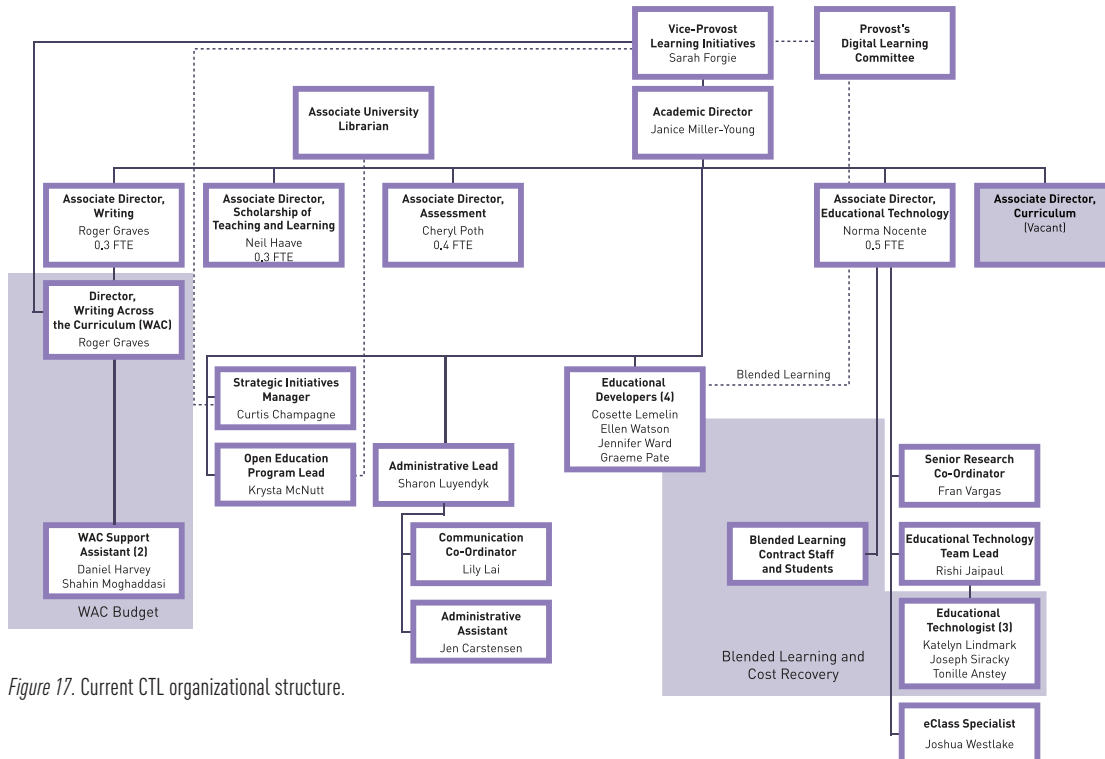 Vice-Provost
Learning Initiatives
Sarah Forgie
Provost's
Digital Learning
Committee
Associate University
Librarian
Academic Director
Janice Miller-Young
Associate Director,
Writing
Roger Graves
0.3 FTE
Associate Director,
Scholarship of
Teaching and Learning
Neil Haave
0.3 FTE
Associate Director,
Assessment
Cheryl Poth
0.4 FTE
Associate Director,
Educational Technology
Norma Nocente
0.5 FTE
Associate Director,
Curriculum
(Vacant)
Director,
Writing Across
the Curriculum (WAC)
Roger Graves
Strategic Initiatives
Manager
Curtis Champagne
Educational
Developers (4)
Cosette Lemelin
Ellen Watson
Jennifer Ward
Graeme Pate
Blended Learning
Open Education
Program Lead
Krysta McNutt
Administrative Lead
Sharon Luyendyk
Senior Research
Co-Ordinator
Fran Vargas
WAC Support
Assistant (2)
Daniel Harvey
Shahin Moghaddasi
WAC Budget
Communication
Co-Ordinator
Lily Lai
Blended Learning
Contract Staff
and Students
Educational Technology
Team Lead
Rishi Jaipaul
Administrative
Assistant
Jen Carstensen
Educational
Technologist (3)
Katelyn Lindmark
Joseph Siracky
Tonille Anstey
Blended Learning and
Cost Recovery
eClass Specialist
Joshua Westlake
Figure 17. Current CTL organizational structure.